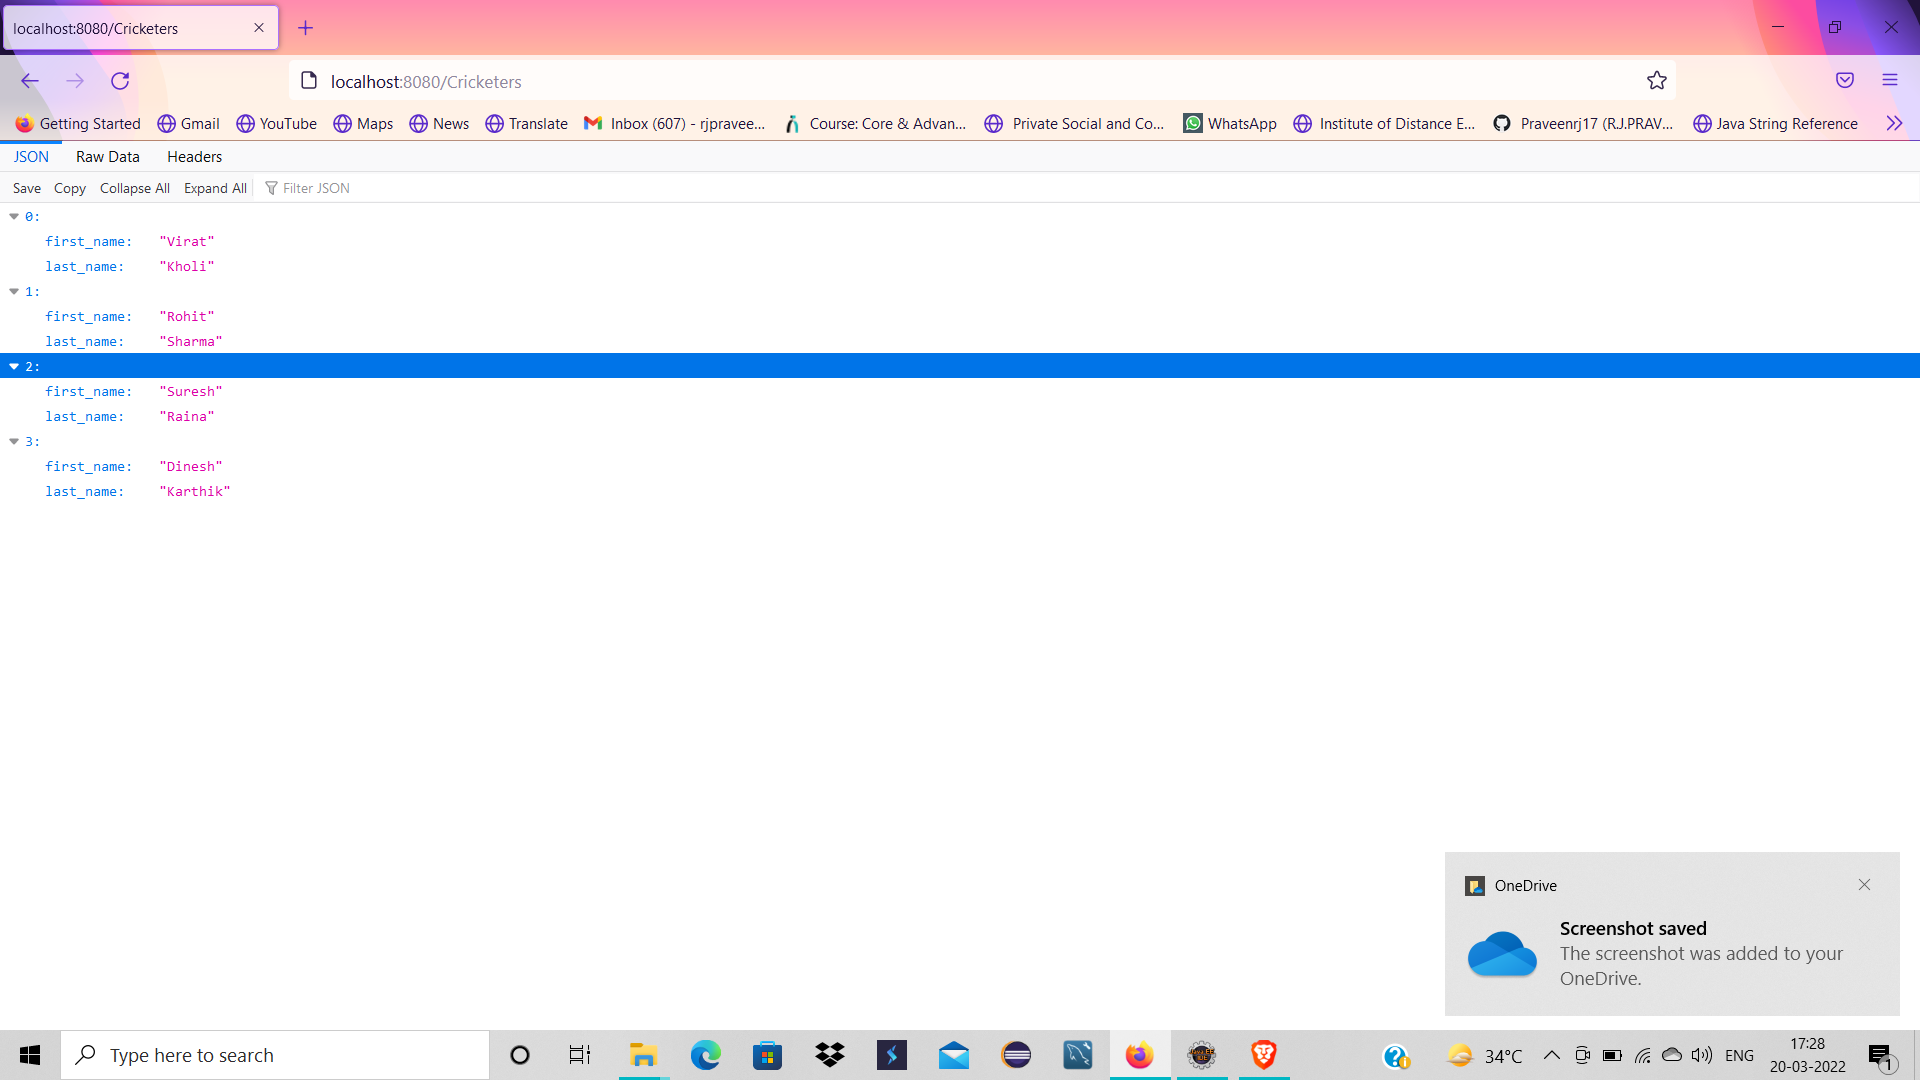 localhost:8080/Cricketers
localhost:8080/Cricketers
Getting Started Gmail YouTube Maps News Translate Inbox (607) - rjpravee... Course: Core & Advan... Private Social and Co... WhatsApp Institute of Distance E... Praveenrj17 (R.J.PRAV... Java String Reference
JSON Raw Data Headers
Save Copy Collapse All Expand All Filter JSON
0:
first_name: "Virat"
last_name: "Kholi"
1:
first_name: "Rohit"
last_name: "Sharma"
2:
first_name: "Suresh"
last_name: "Raina"
3:
first_name: "Dinesh"
last_name: "Karthik"
OneDrive
Screenshot saved
The screenshot was added to your
OneDrive.
Type here to search
34°C
ENG
17:28
20-03-2022
1